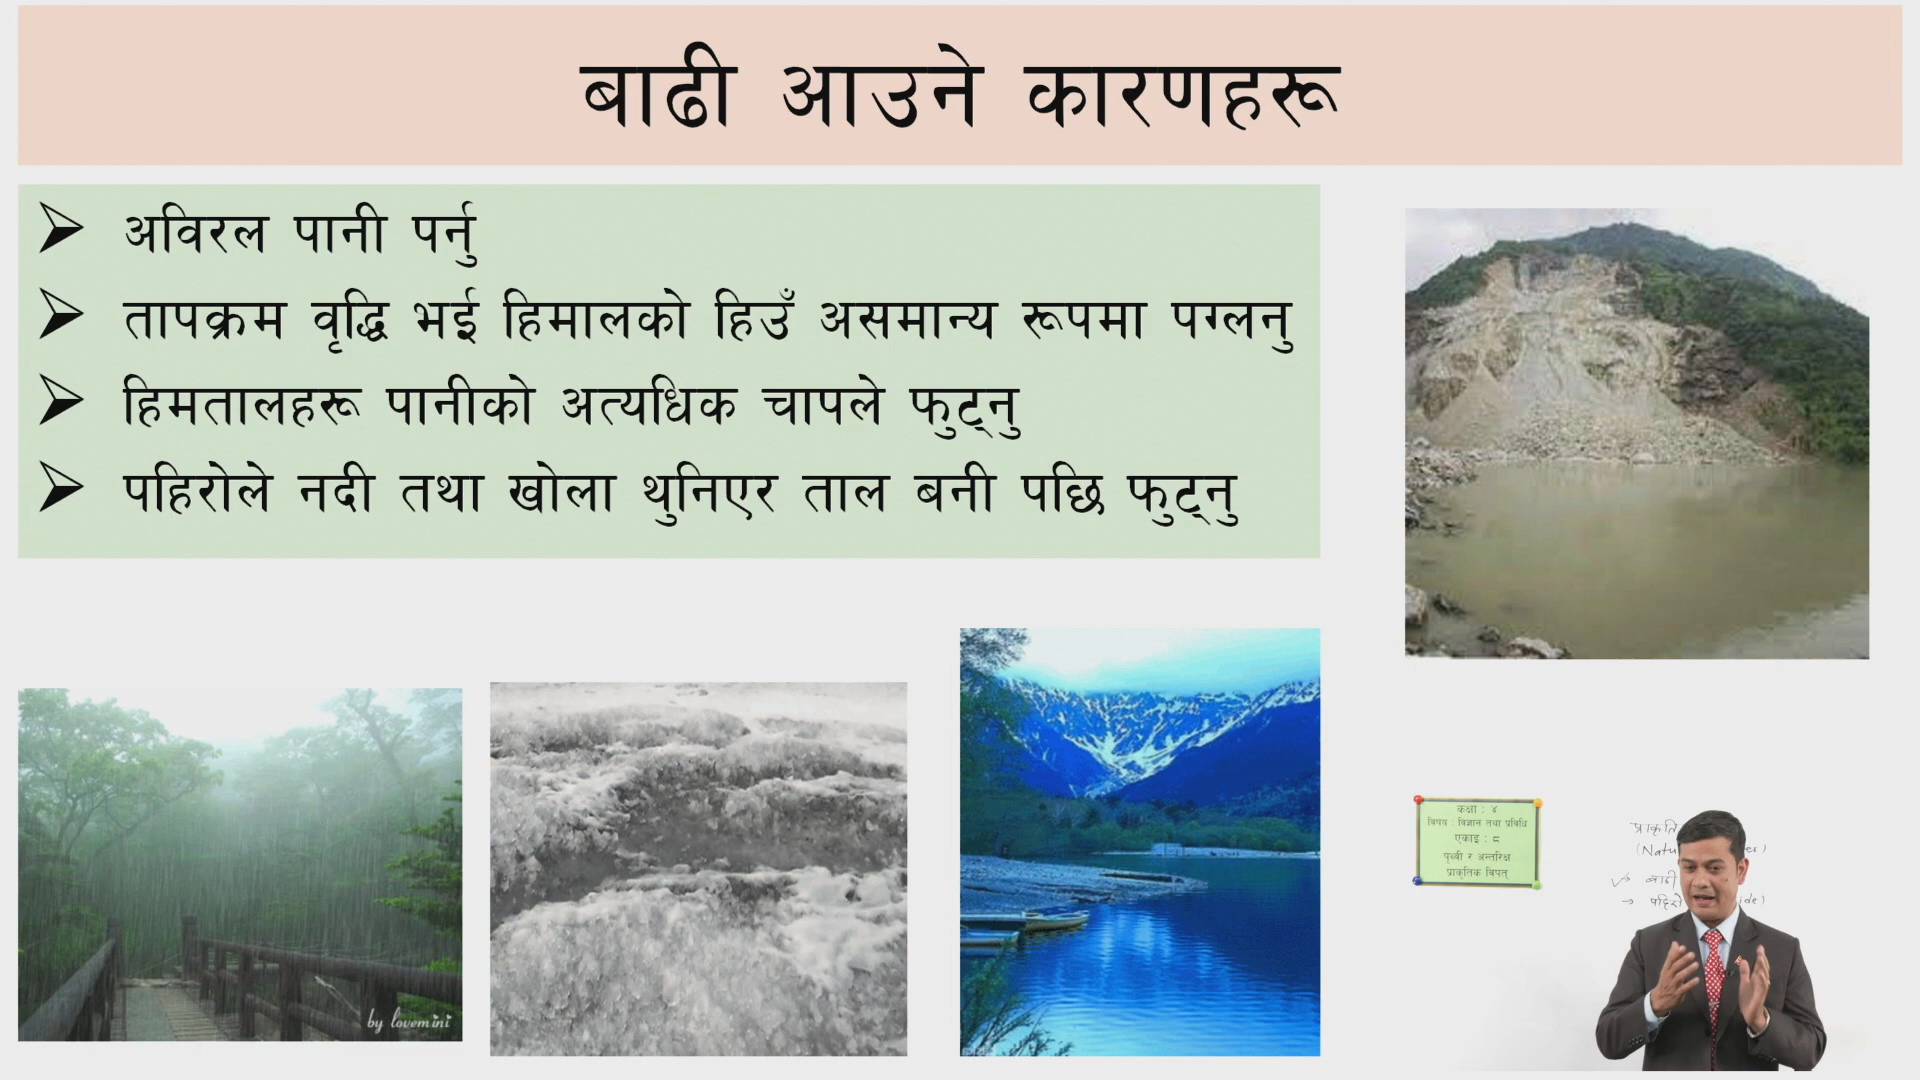 बाढी आउने कारणहरू
अविरल पानी पर्नु
तापक्रम वृद्धि भई हिमालको हिउँ असमान्य रूपमा पग्लनु
हिमतालहरू पानीको अत्यधिक चापले फुट्नु
पहिरोले नदी तथा खोला थुनिएर ताल बनी पछि फुट्नु
by lovemini
कक्षा : ४
विषय : विज्ञान तथा प्रविधि
एकाइ : ८
पृथ्वी र अन्तरिक्ष
प्राकृतिक विपत्